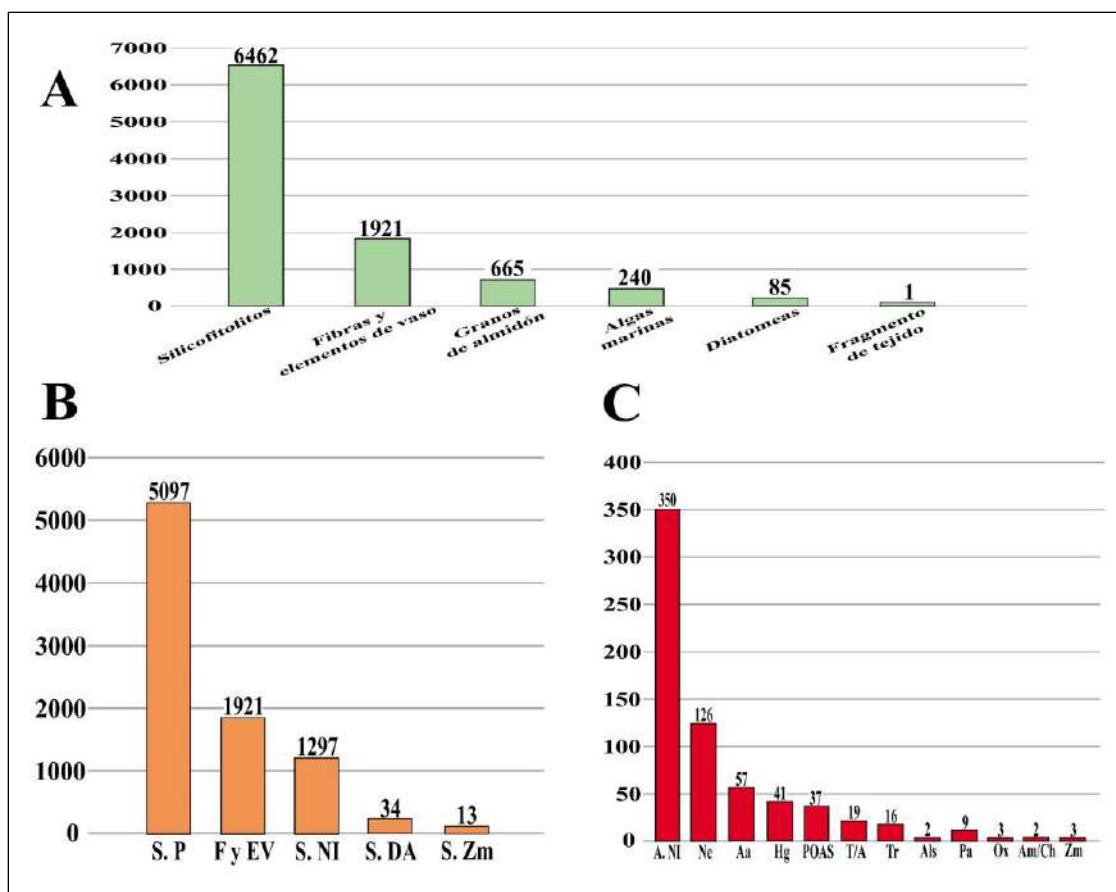 A
7000
6000
5000
4000
3000
2000
1000
0
6462
1921
665
240
85
1
Silicofitolitos
Fibras y
elementos de vaso
Granos
de almidón
Algas
marinas
Diatomeas
Fragmento
de tejido
B
6000
5000
4000
3000
2000
1000
0
5097
1921
1297
34
13
S. P
F y EV
S. NI
S. DA
S. Zm
C
400
350
300
250
200
150
100
50
0
350
126
57
41
37
19
16
2
9
3
2
3
A. NI
Ne
Aa
Hg
POAS
T/A
Tr
Als
Pa
Ox
Am/Ch
Zm